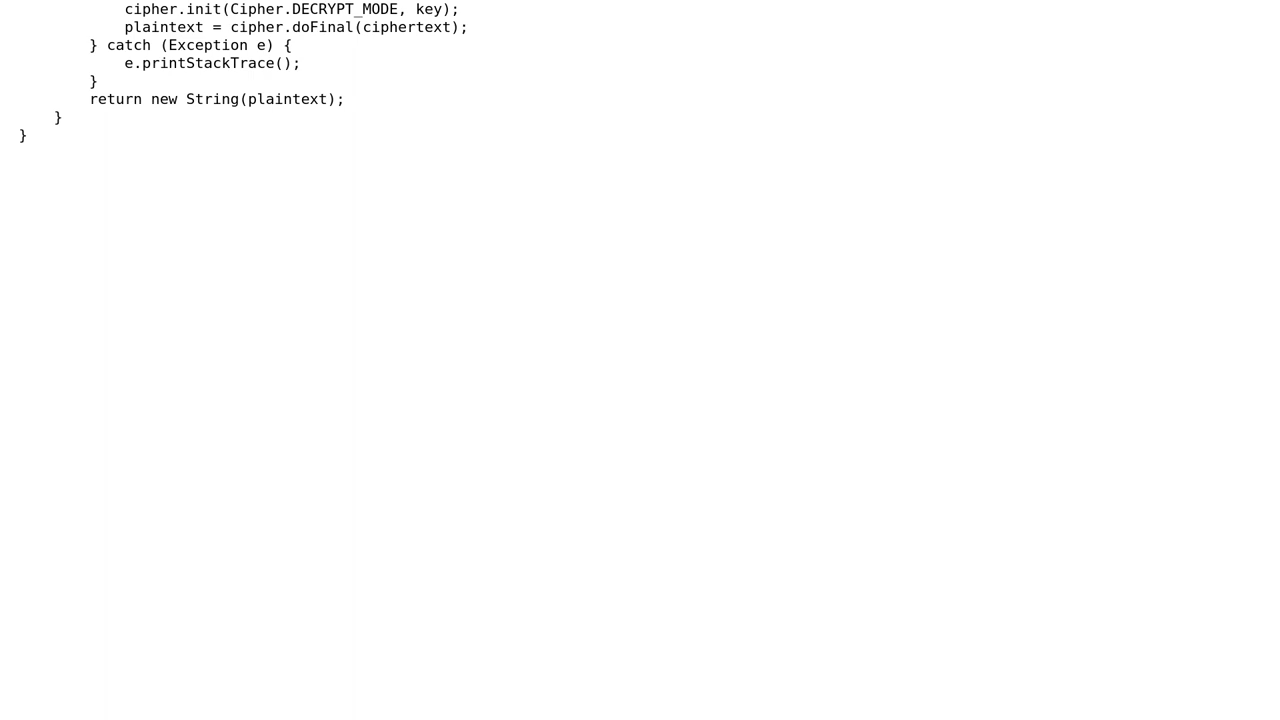 cipher.init(Cipher.DECRYPT_MODE, key);
            plaintext = cipher.doFinal(ciphertext);
        } catch (Exception e) {
            e.printStackTrace();
        }
        return new String(plaintext);
    }
}